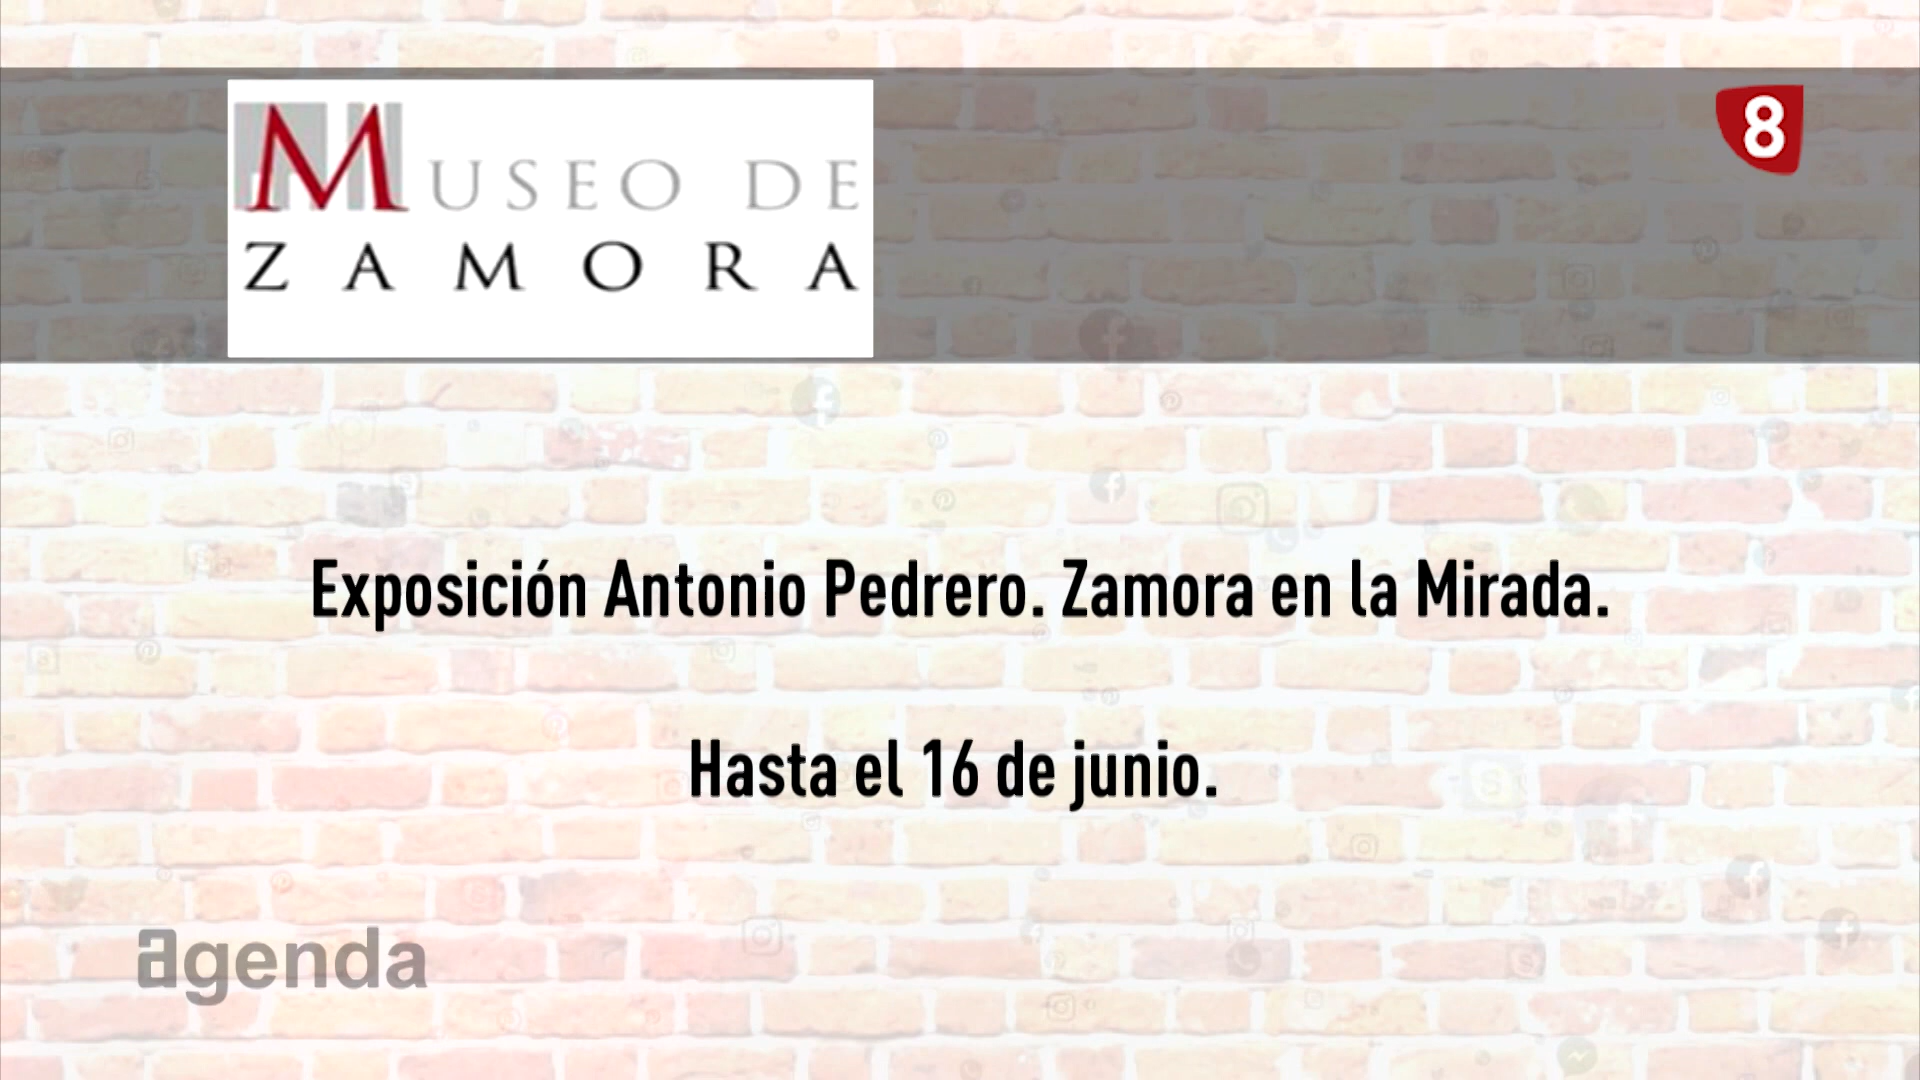 MUSEO DE
ZAMORA
8
Exposición Antonio Pedrero. Zamora en la Mirada.
Hasta el 16 de junio.
agenda